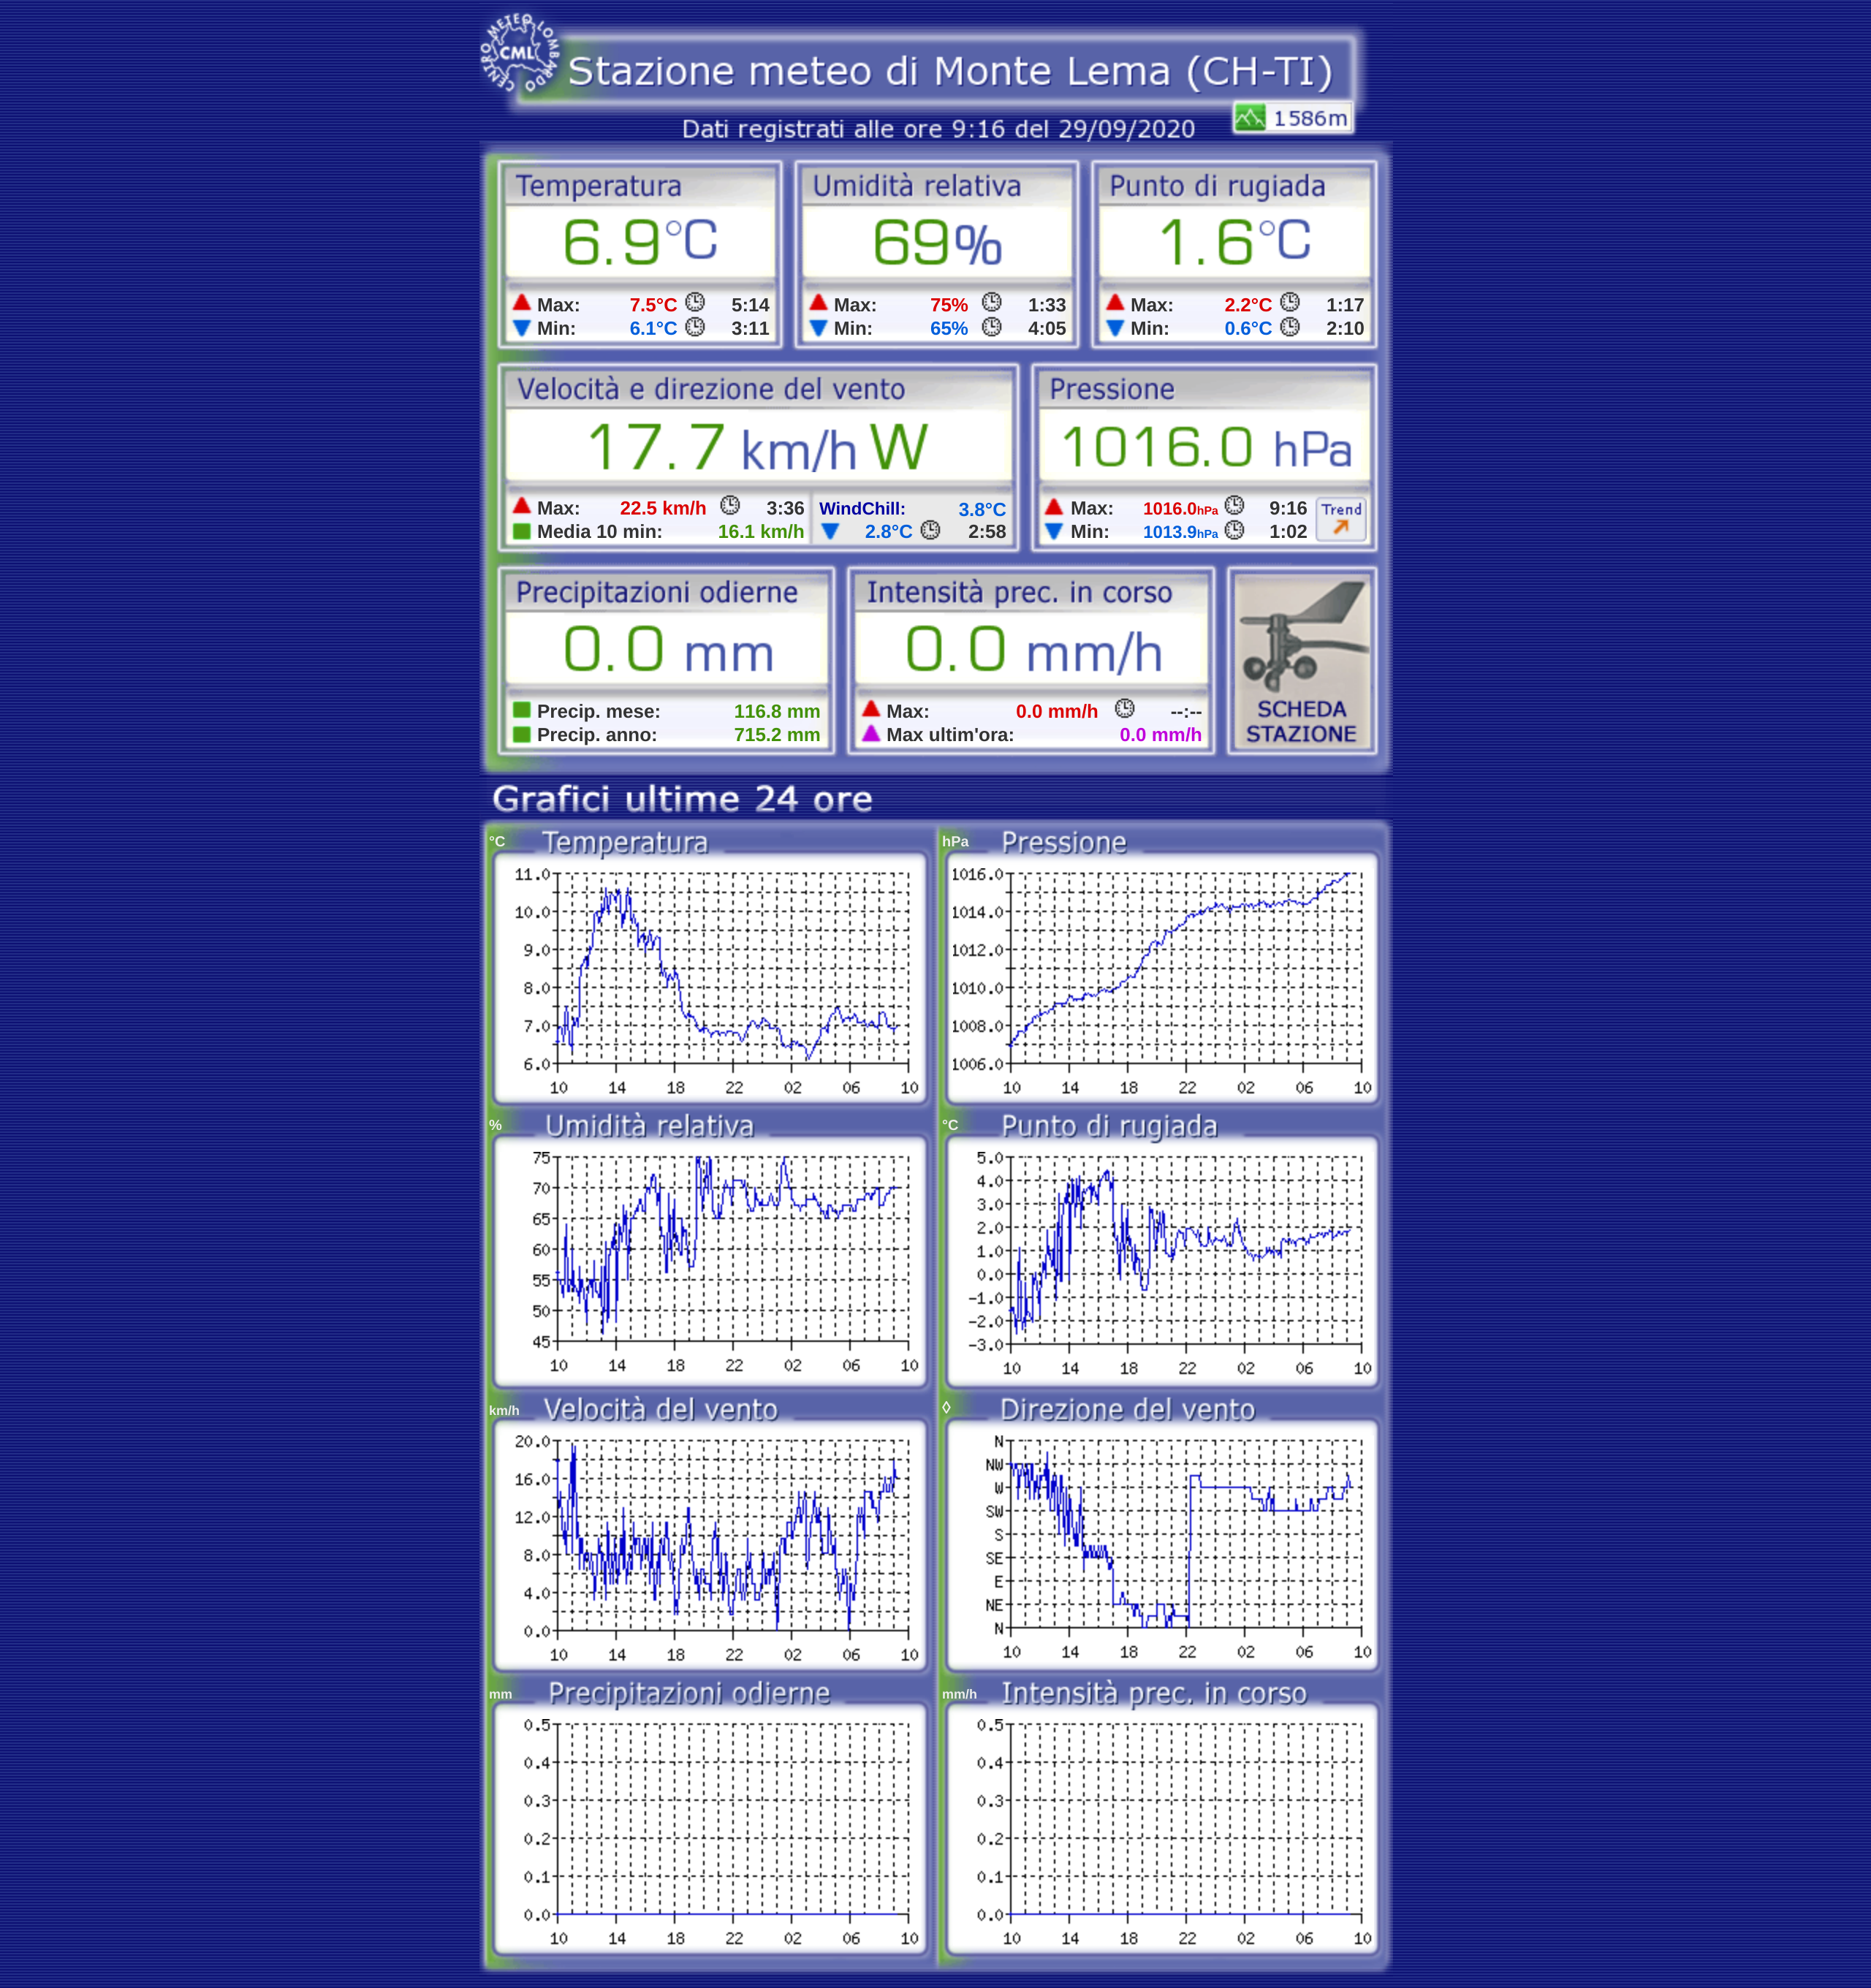 CENTRO METEO LOMBARDO
CML
Stazione meteo di Monte Lema (CH-TI)
1586m
Dati registrati alle ore 9:16 del 29/09/2020
Temperatura
6.9°C
Max: 7.5°C 5:14
Min: 6.1°C 3:11
Umidità relativa
69%
Max: 75% 1:33
Min: 65% 4:05
Punto di rugiada
1.6°C
Max: 2.2°C 1:17
Min: 0.6°C 2:10
Velocità e direzione del vento
17.7 km/h W
Max: 22.5 km/h 3:36
Media 10 min: 16.1 km/h
WindChill: 3.8°C
2.8°C 2:58
Pressione
1016.0 hPa
Max: 1016.0hPa 9:16
Min: 1013.9hPa 1:02
Trend
Precipitazioni odierne
0.0 mm
Precip. mese: 116.8 mm
Precip. anno: 715.2 mm
Intensità prec. in corso
0.0 mm/h
Max: 0.0 mm/h --:--
Max ultim'ora: 0.0 mm/h
SCHEDA
STAZIONE
Grafici ultime 24 ore
°C Temperatura
11.0
10.0
9.0
8.0
7.0
6.0
10 14 18 22 02 06 10
hPa Pressione
1016.0
1014.0
1012.0
1010.0
1008.0
1006.0
10 14 18 22 02 06 10
% Umidità relativa
75
70
65
60
55
50
45
10 14 18 22 02 06 10
°C Punto di rugiada
5.0
4.0
3.0
2.0
1.0
0.0
-1.0
-2.0
-3.0
10 14 18 22 02 06 10
km/h Velocità del vento
20.0
16.0
12.0
8.0
4.0
0.0
10 14 18 22 02 06 10
◊ Direzione del vento
N
NW
W
SW
S
SE
E
NE
N
10 14 18 22 02 06 10
mm Precipitazioni odierne
0.5
0.4
0.3
0.2
0.1
0.0
10 14 18 22 02 06 10
mm/h Intensità prec. in corso
0.5
0.4
0.3
0.2
0.1
0.0
10 14 18 22 02 06 10